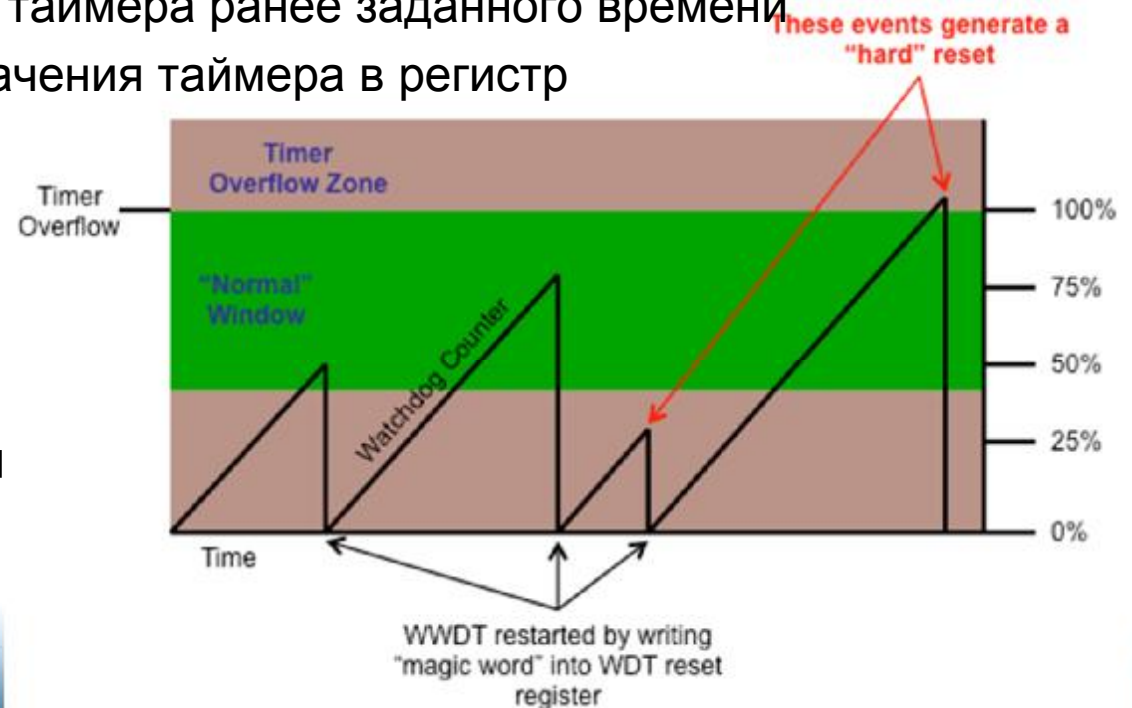 таймера ранее заданного времени
ачения таймера в регистр
These events generate a
“hard” reset
Timer
Overflow Zone
Timer
Overflow
100%
“Normal”
Window
75%
Watchdog Counter
50%
25%
0%
Time
WWDT restarted by writing
“magic word” into WDT reset
register